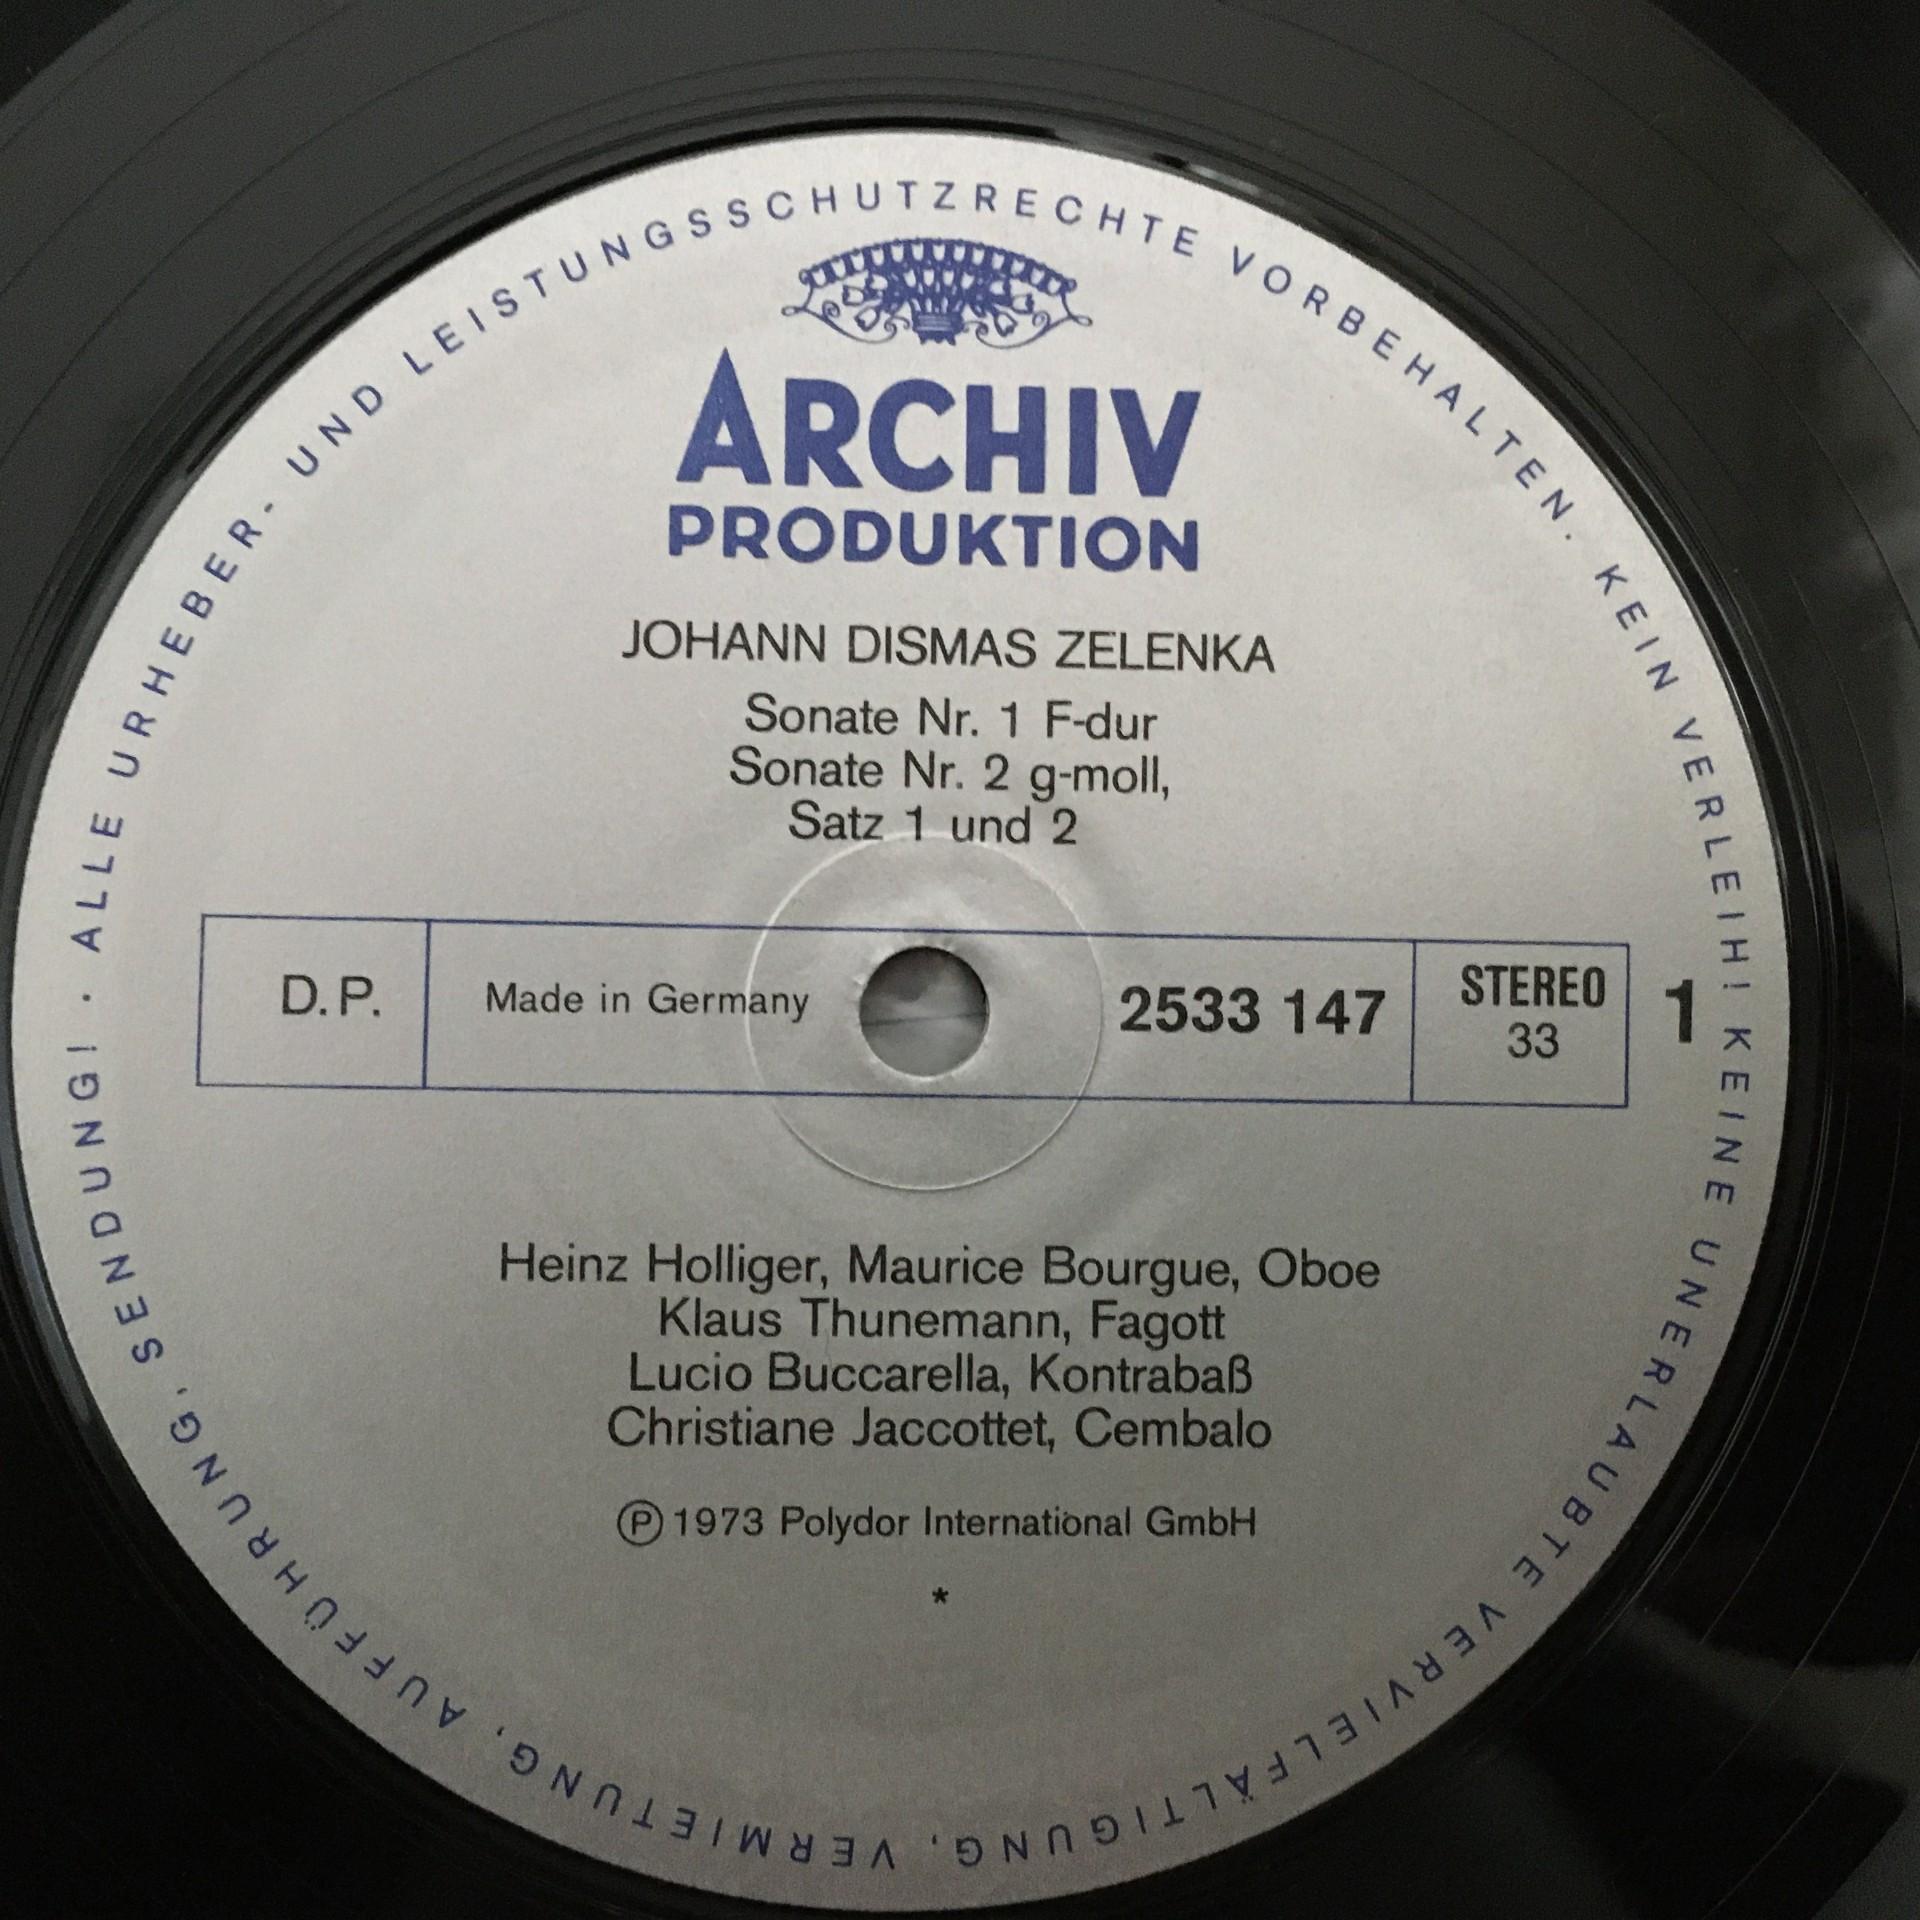 ALLE URHEBER- UND LEISTUNGSSCHUTZRECHTE VORBEHALTEN. KEIN VERLEIH! KEINE UNERLAUBTE VERVIELFÄLTIGUNG, VERMIETUNG, AUFFÜHRUNG, SENDUNG! ·
ARCHIV
PRODUKTION
JOHANN DISMAS ZELENKA
Sonate Nr. 1 F-dur
Sonate Nr. 2 g-moll,
Satz 1 und 2
D.P. Made in Germany 2533 147 STEREO 1
33
Heinz Holliger, Maurice Bourgue, Oboe
Klaus Thunemann, Fagott
Lucio Buccarella, Kontrabaß
Christiane Jaccottet, Cembalo
Ⓟ 1973 Polydor International GmbH
*